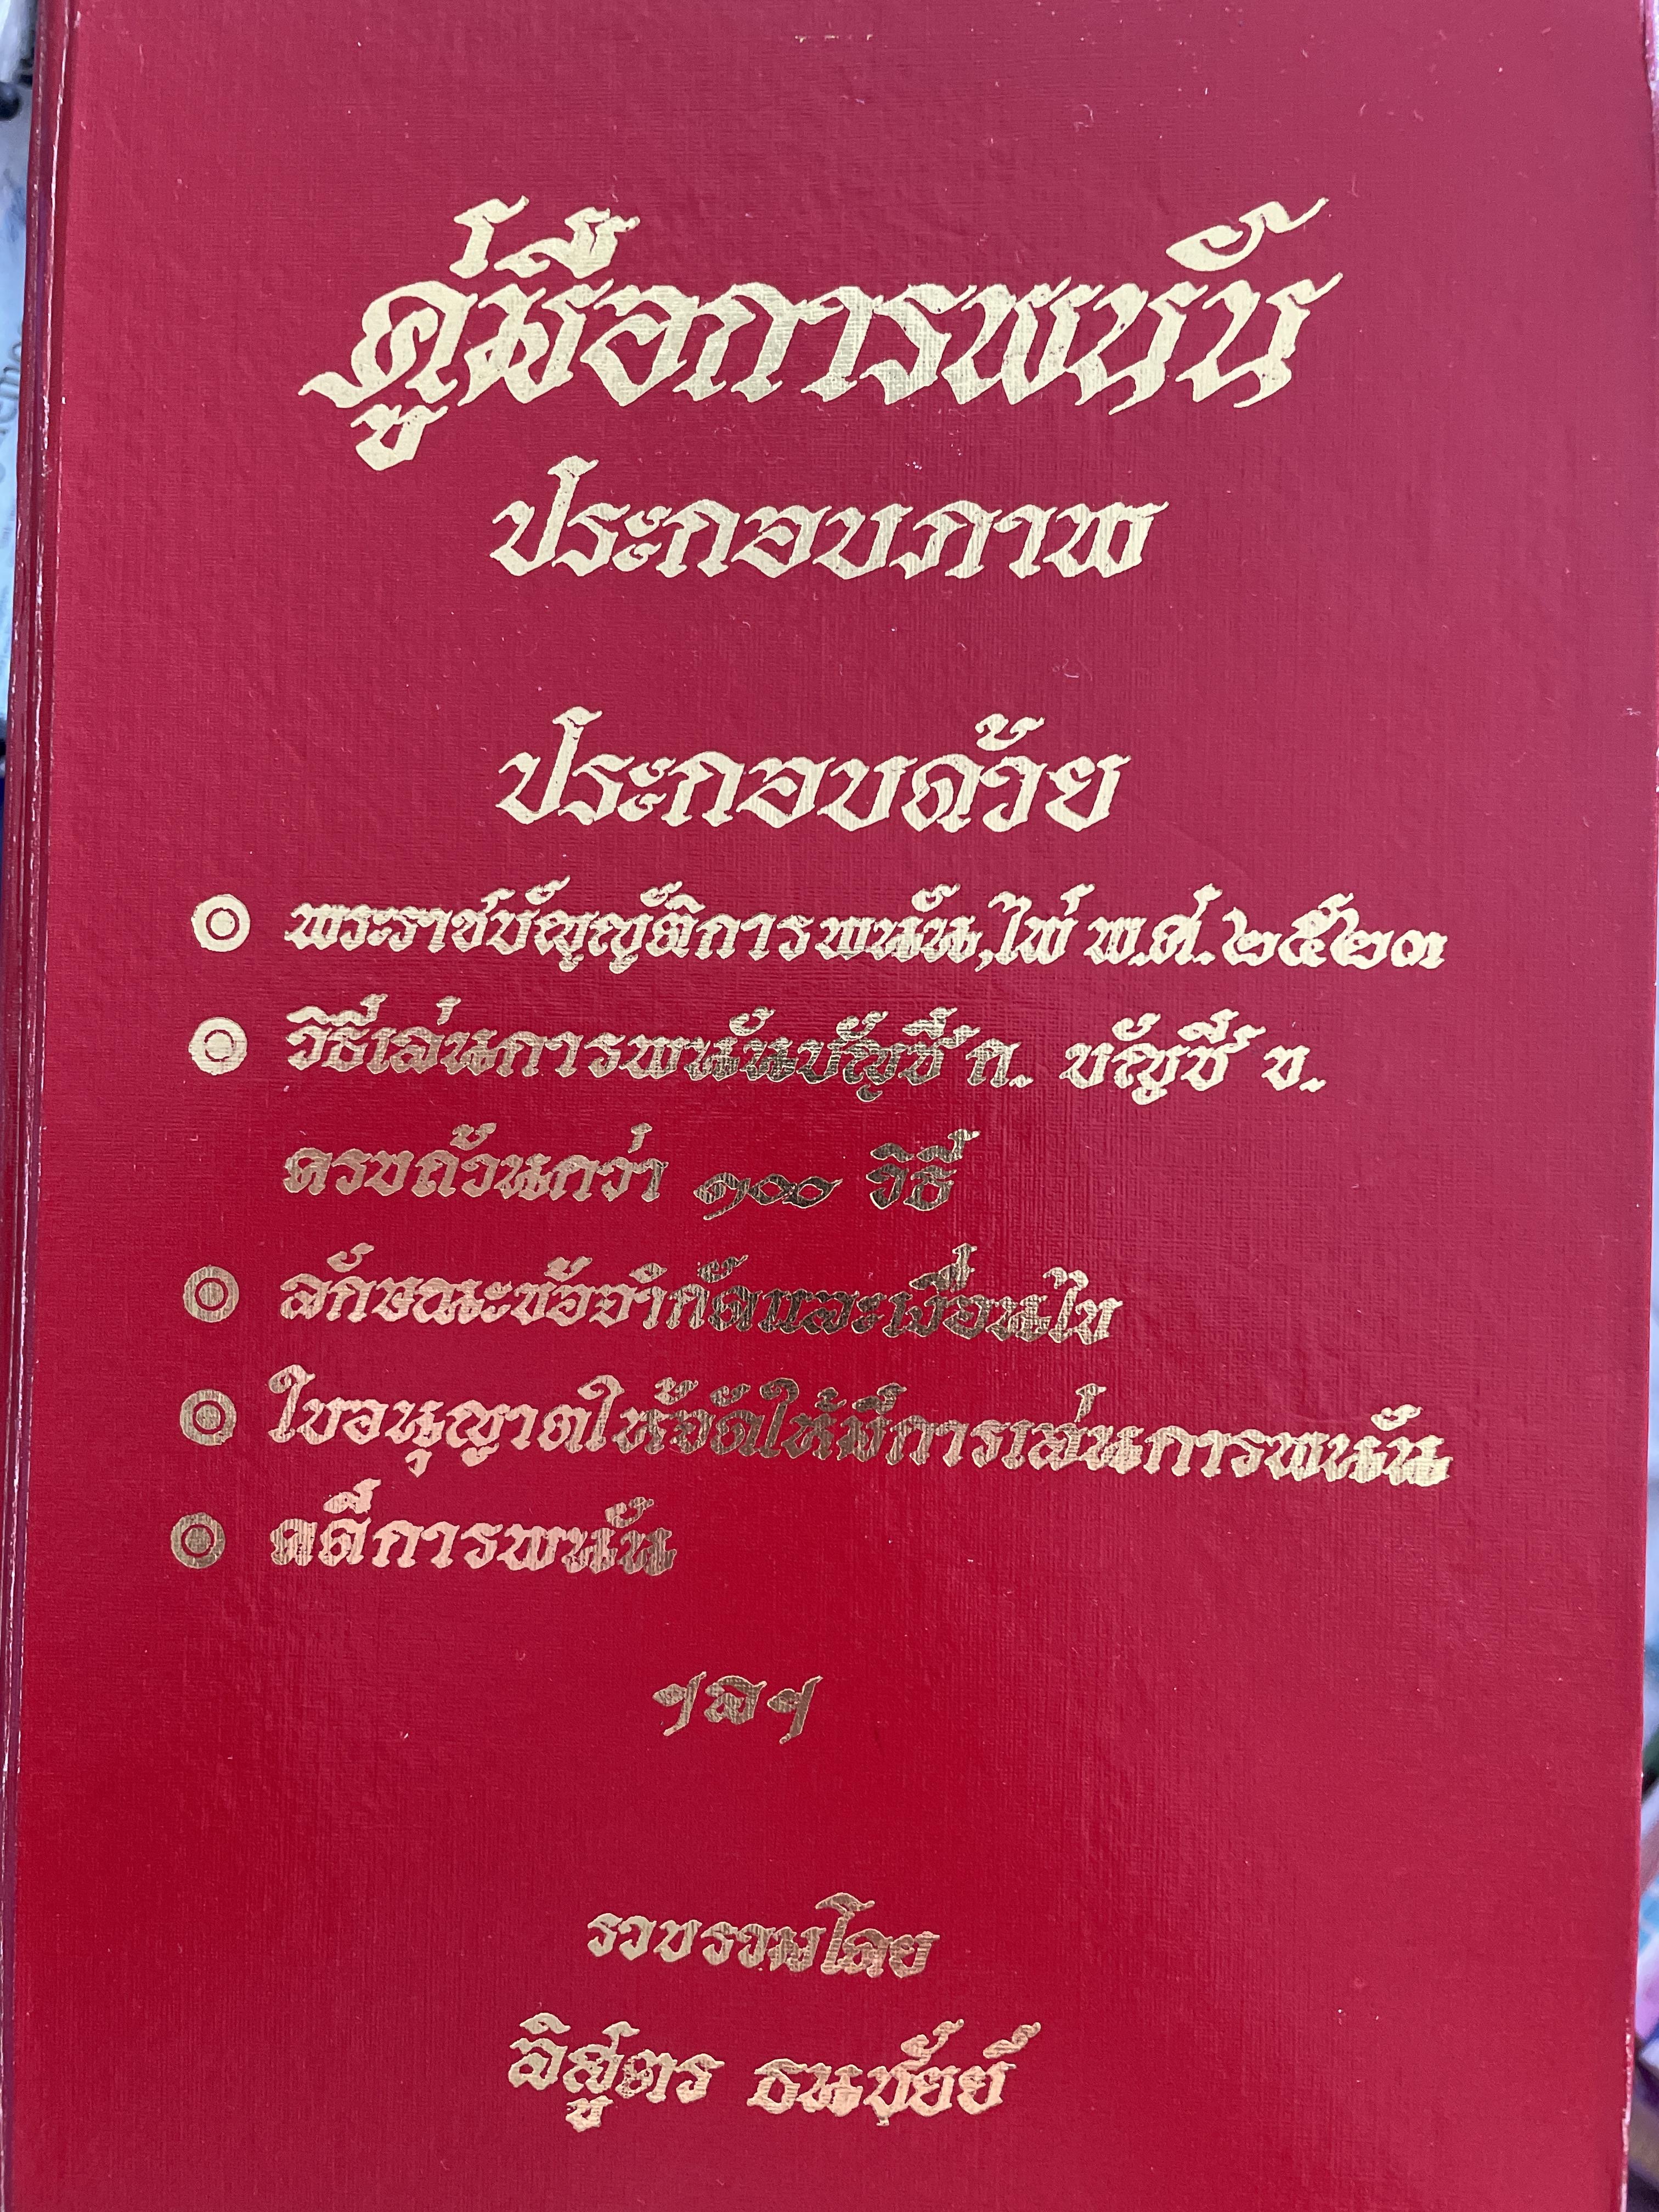 คู่มือการพนัน
ประกอบภาพ
ประกอบด้วย
พระราชบัญญัติการพนัน,ไพ่ พ.ศ.๒๕๒๓
วิธีเล่นการพนันบัญชี ก. บัญชี ข.
ครบถ้วนกว่า ๑๐๐ วิธี
ลักษณะข้อจำกัดและเงื่อนไข
ใบอนุญาตให้จัดให้มีการเล่นการพนัน
คดีการพนัน
ฯลฯ
รวบรวมโดย
อิสูตร ธนชัยย์